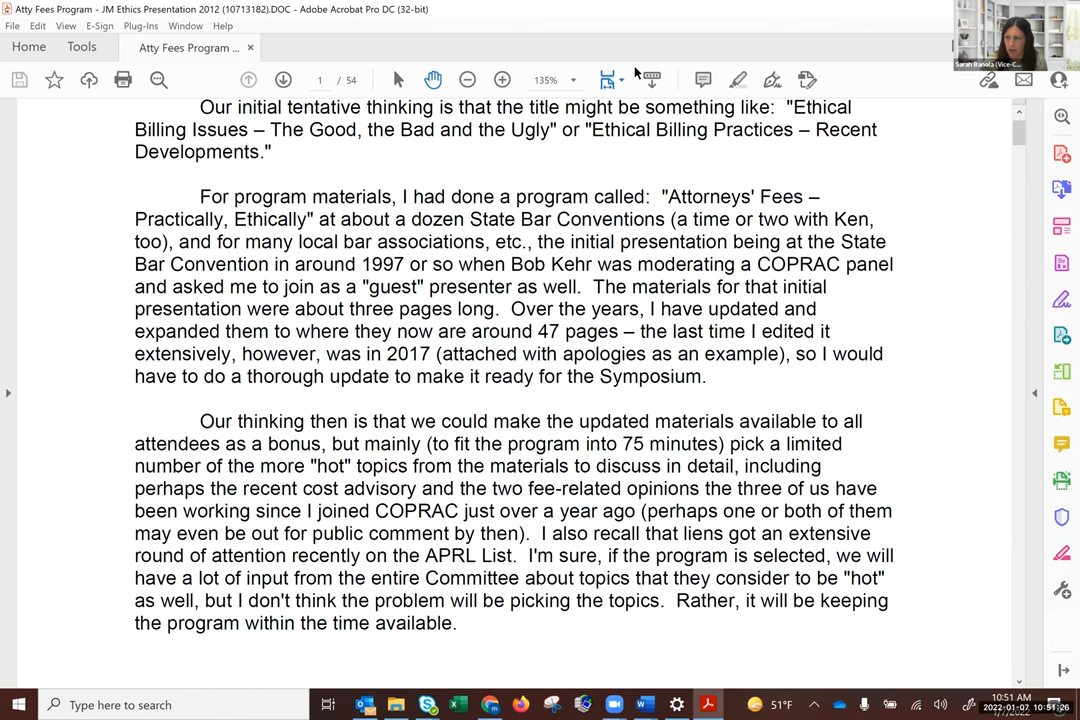 Atty Fees Program - JM Ethics Presentation 2012 (10713182).DOC - Adobe Acrobat Pro DC (32-bit)
File Edit View E-Sign Plug-Ins Window Help
Home Tools Atty Fees Program ... ×
Sarah Banola (Vice-C...
1 / 54 135%
Our initial tentative thinking is that the title might be something like: "Ethical
Billing Issues – The Good, the Bad and the Ugly" or "Ethical Billing Practices – Recent
Developments."
For program materials, I had done a program called: "Attorneys' Fees –
Practically, Ethically" at about a dozen State Bar Conventions (a time or two with Ken,
too), and for many local bar associations, etc., the initial presentation being at the State
Bar Convention in around 1997 or so when Bob Kehr was moderating a COPRAC panel
and asked me to join as a "guest" presenter as well. The materials for that initial
presentation were about three pages long. Over the years, I have updated and
expanded them to where they now are around 47 pages – the last time I edited it
extensively, however, was in 2017 (attached with apologies as an example), so I would
have to do a thorough update to make it ready for the Symposium.
Our thinking then is that we could make the updated materials available to all
attendees as a bonus, but mainly (to fit the program into 75 minutes) pick a limited
number of the more "hot" topics from the materials to discuss in detail, including
perhaps the recent cost advisory and the two fee-related opinions the three of us have
been working since I joined COPRAC just over a year ago (perhaps one or both of them
may even be out for public comment by then). I also recall that liens got an extensive
round of attention recently on the APRL List. I'm sure, if the program is selected, we will
have a lot of input from the entire Committee about topics that they consider to be "hot"
as well, but I don't think the problem will be picking the topics. Rather, it will be keeping
the program within the time available.
Type here to search
51°F
10:51 AM
2022-01-07 10:51:26